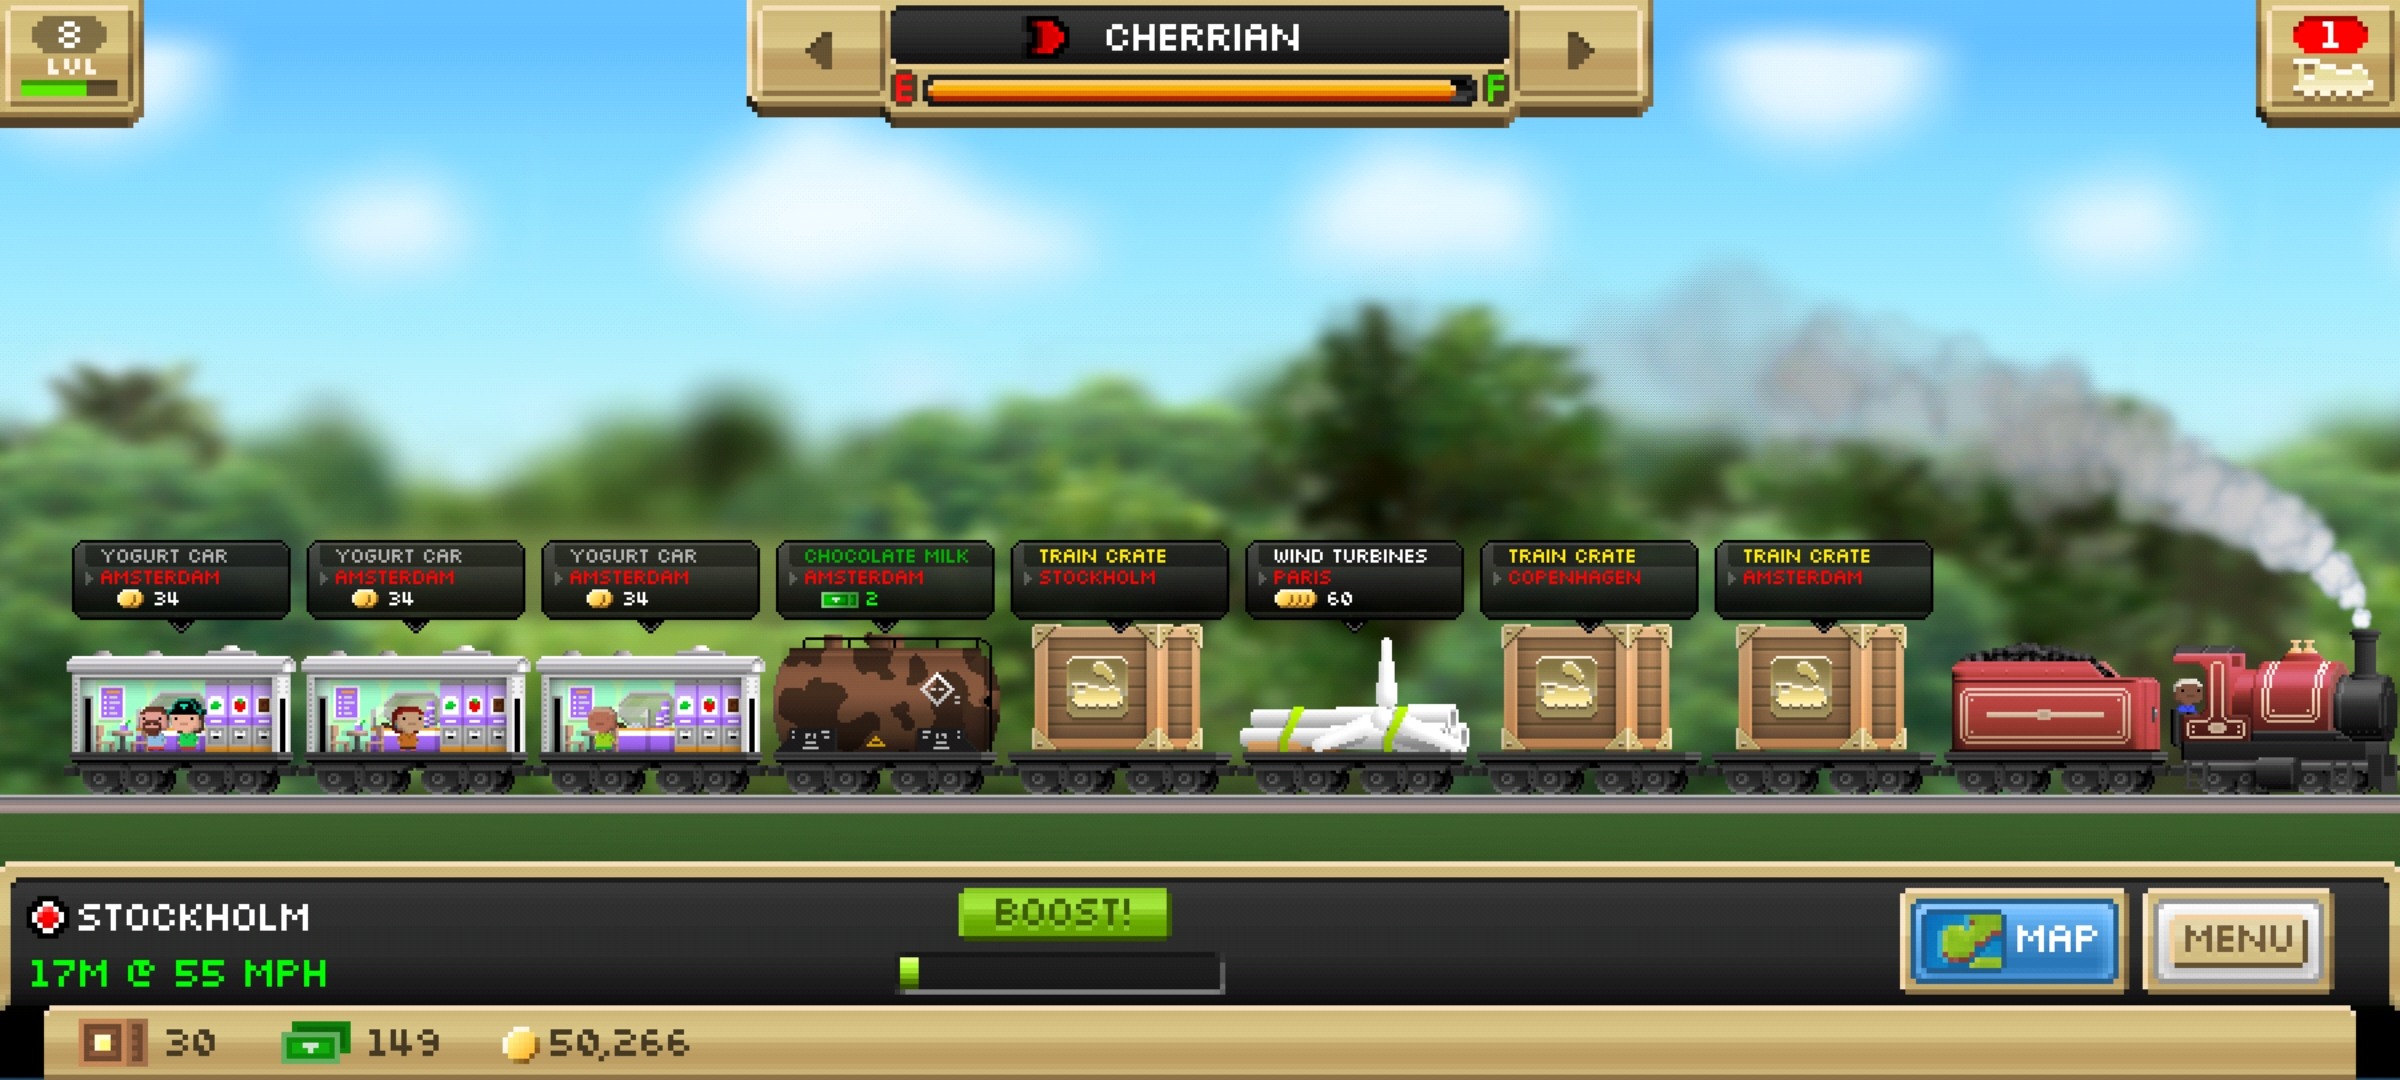 8
LVL
CHERRIAN
E F
1
YOGURT CAR
AMSTERDAM
34
YOGURT CAR
AMSTERDAM
34
YOGURT CAR
AMSTERDAM
34
CHOCOLATE MILK
AMSTERDAM
2
TRAIN CRATE
STOCKHOLM
WIND TURBINES
PARIS
60
TRAIN CRATE
COPENHAGEN
TRAIN CRATE
AMSTERDAM
STOCKHOLM
17M @ 55 MPH
BOOST!
MAP
MENU
30
149
50,266